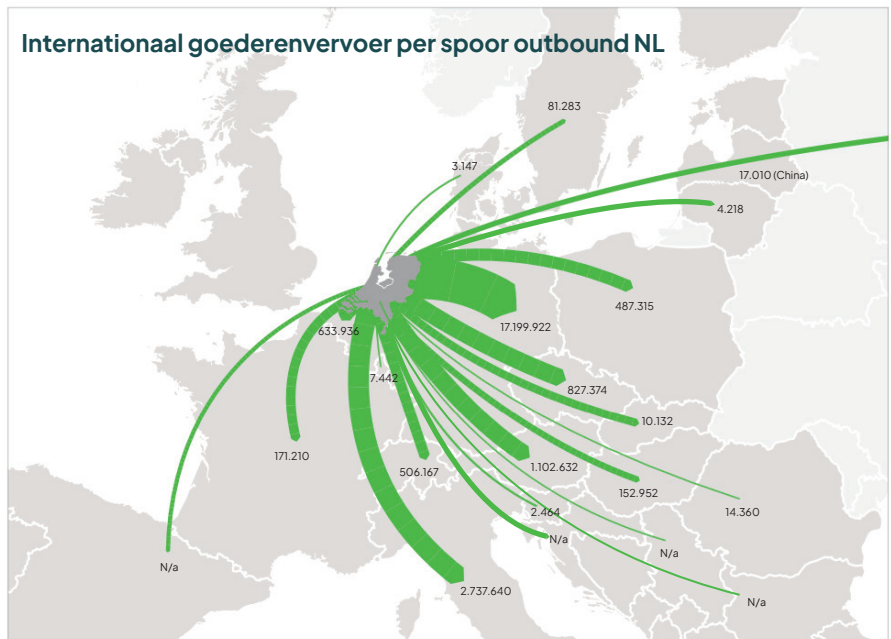 Internationaal goederenvervoer per spoor outbound NL
81.283
3.147
17.010 (China)
4.218
487.315
17.199.922
633.936
7.442
827.374
10.132
171.210
506.167
1.102.632
152.952
2.464
14.360
N/a
N/a
N/a
2.737.640
N/a